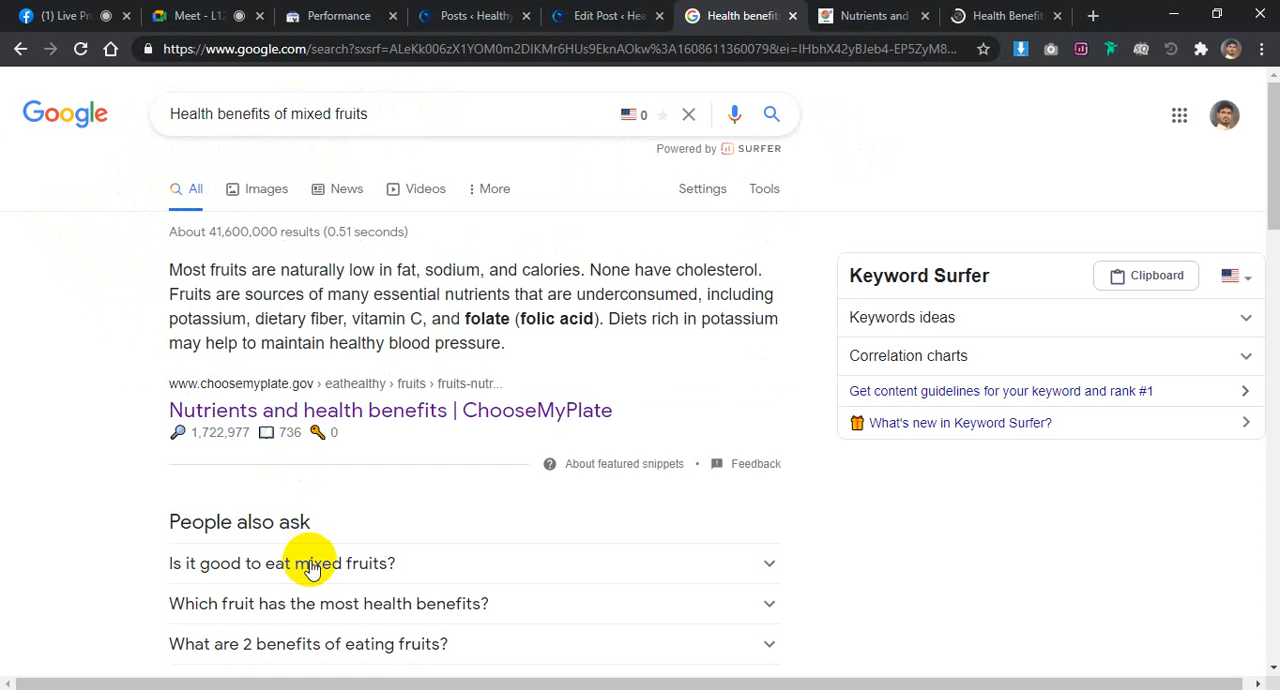 (1) Live Pr
Meet - L12
Performance
Posts < Healthy
Edit Post < Hea
Health benefits
Nutrients and
Health Benefit
https://www.google.com/search?sxsrf=ALeKk006zX1YOM0m2DIKMr6HUs9EknAOkw%3A1608611360079&ei=IHbhX42yBJeb4-EP5ZyM8...
Google
Health benefits of mixed fruits
0
Powered by SURFER
All
Images
News
Videos
More
Settings
Tools
About 41,600,000 results (0.51 seconds)
Most fruits are naturally low in fat, sodium, and calories. None have cholesterol.
Fruits are sources of many essential nutrients that are underconsumed, including
potassium, dietary fiber, vitamin C, and folate (folic acid). Diets rich in potassium
may help to maintain healthy blood pressure.
www.choosemyplate.gov › eathealthy › fruits › fruits-nutr...
Nutrients and health benefits | ChooseMyPlate
1,722,977 736 0
About featured snippets • Feedback
People also ask
Is it good to eat mixed fruits?
Which fruit has the most health benefits?
What are 2 benefits of eating fruits?
Keyword Surfer
Clipboard
Keywords ideas
Correlation charts
Get content guidelines for your keyword and rank #1
What's new in Keyword Surfer?